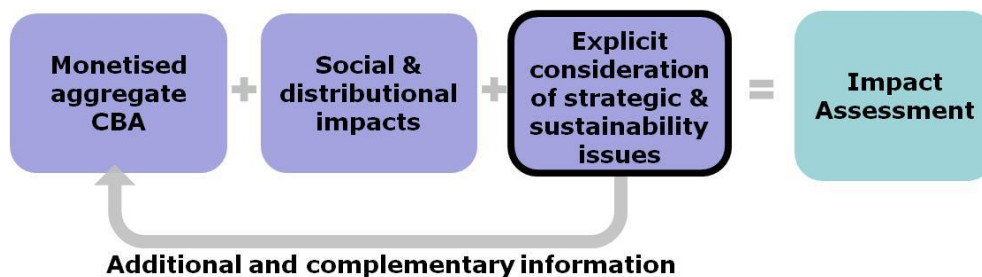 Monetised
aggregate
CBA
+
Social &
distributional
impacts
+
Explicit
consideration
of strategic &
sustainability
issues
=
Impact
Assessment
Additional and complementary information